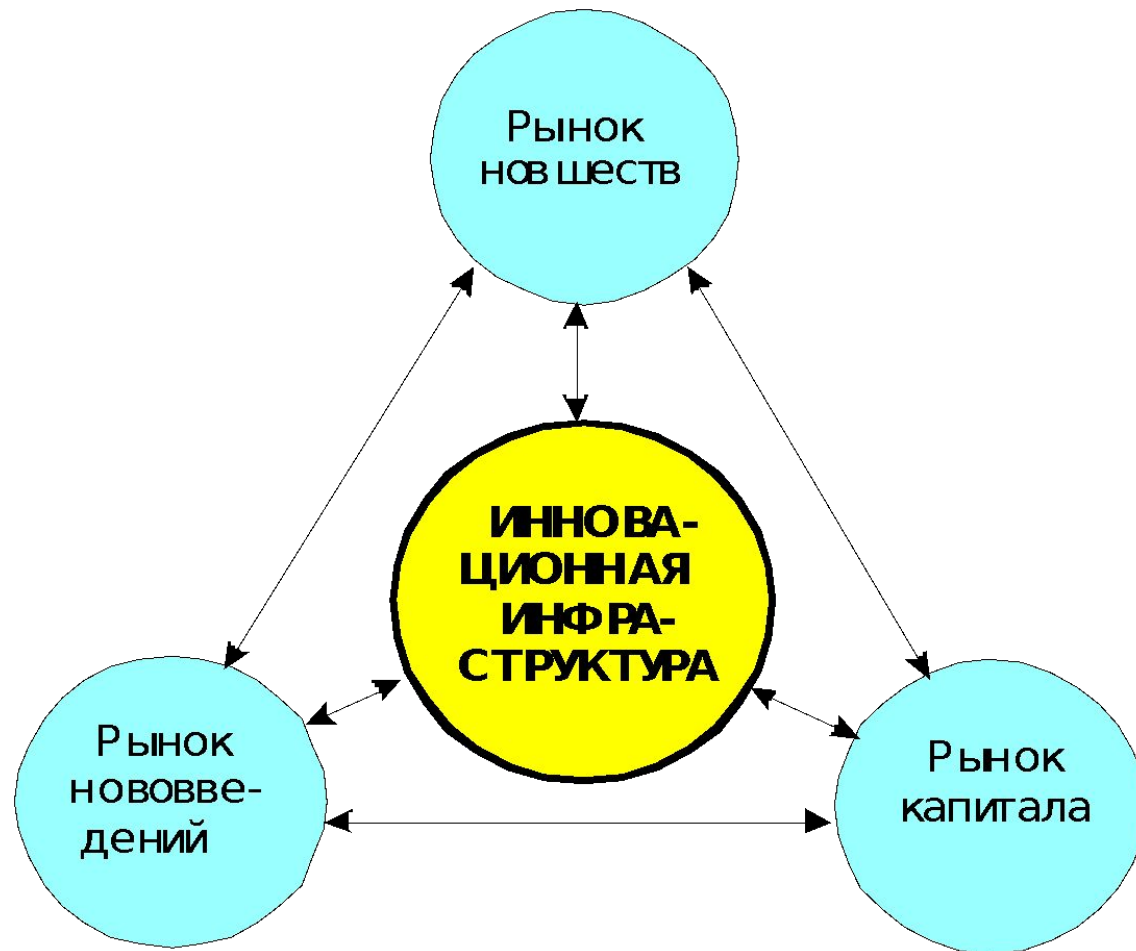 Рынок
новшеств
ИННОВА-
ЦИОННАЯ
ИНФРА-
СТРУКТУРА
Рынок
нововве-
дений
Рынок
капитала